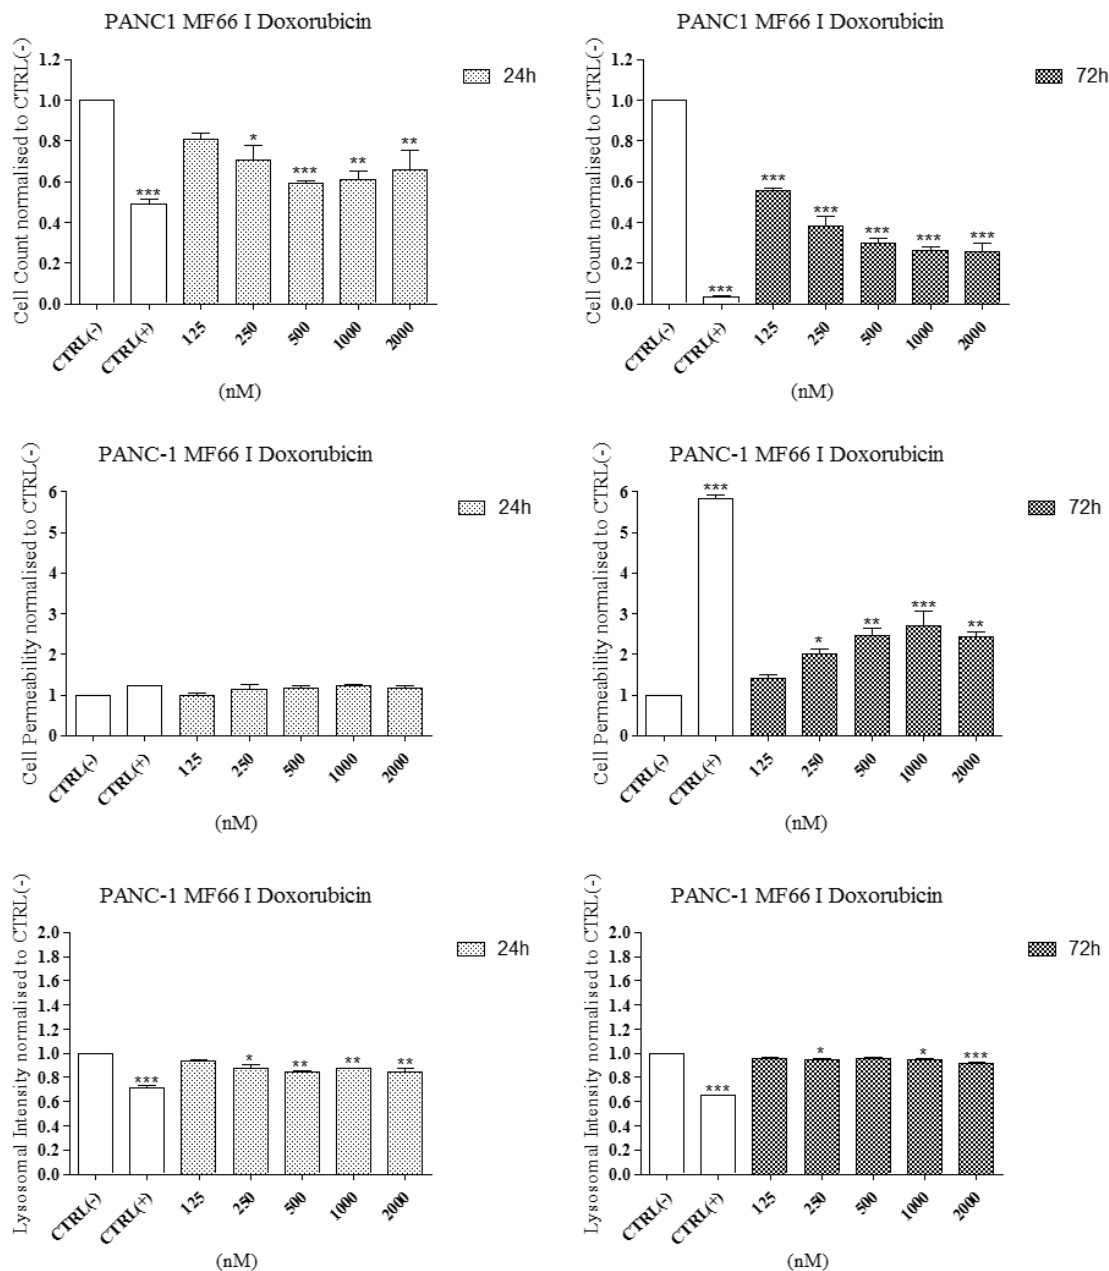 PANC1 MF66 I Doxorubicin
Cell Count normalised to CTRL(-)
1.2
1.0
0.8
0.6
0.4
0.2
0.0
***
*
***
**
**
CTRL(-)
CTRL(+)
125
250
500
1000
2000
(nM)
24h
PANC1 MF66 I Doxorubicin
Cell Count normalised to CTRL(-)
1.2
1.0
0.8
0.6
0.4
0.2
0.0
***
***
***
***
***
***
CTRL(-)
CTRL(+)
125
250
500
1000
2000
(nM)
72h
PANC-1 MF66 I Doxorubicin
Cell Permeability normalised to CTRL(-)
6
5
4
3
2
1
0
CTRL(-)
CTRL(+)
125
250
500
1000
2000
(nM)
24h
PANC-1 MF66 I Doxorubicin
Cell Permeability normalised to CTRL(-)
6
5
4
3
2
1
0
***
*
**
***
**
CTRL(-)
CTRL(+)
125
250
500
1000
2000
(nM)
72h
PANC-1 MF66 I Doxorubicin
Lysosomal Intensity normalised to CTRL(-)
2.0
1.8
1.6
1.4
1.2
1.0
0.8
0.6
0.4
0.2
0.0
***
*
**
**
**
CTRL(-)
CTRL(+)
125
250
500
1000
2000
(nM)
24h
PANC-1 MF66 I Doxorubicin
Lysosomal Intensity normalised to CTRL(-)
2.0
1.8
1.6
1.4
1.2
1.0
0.8
0.6
0.4
0.2
0.0
***
*
*
***
CTRL(-)
CTRL(+)
125
250
500
1000
2000
(nM)
72h